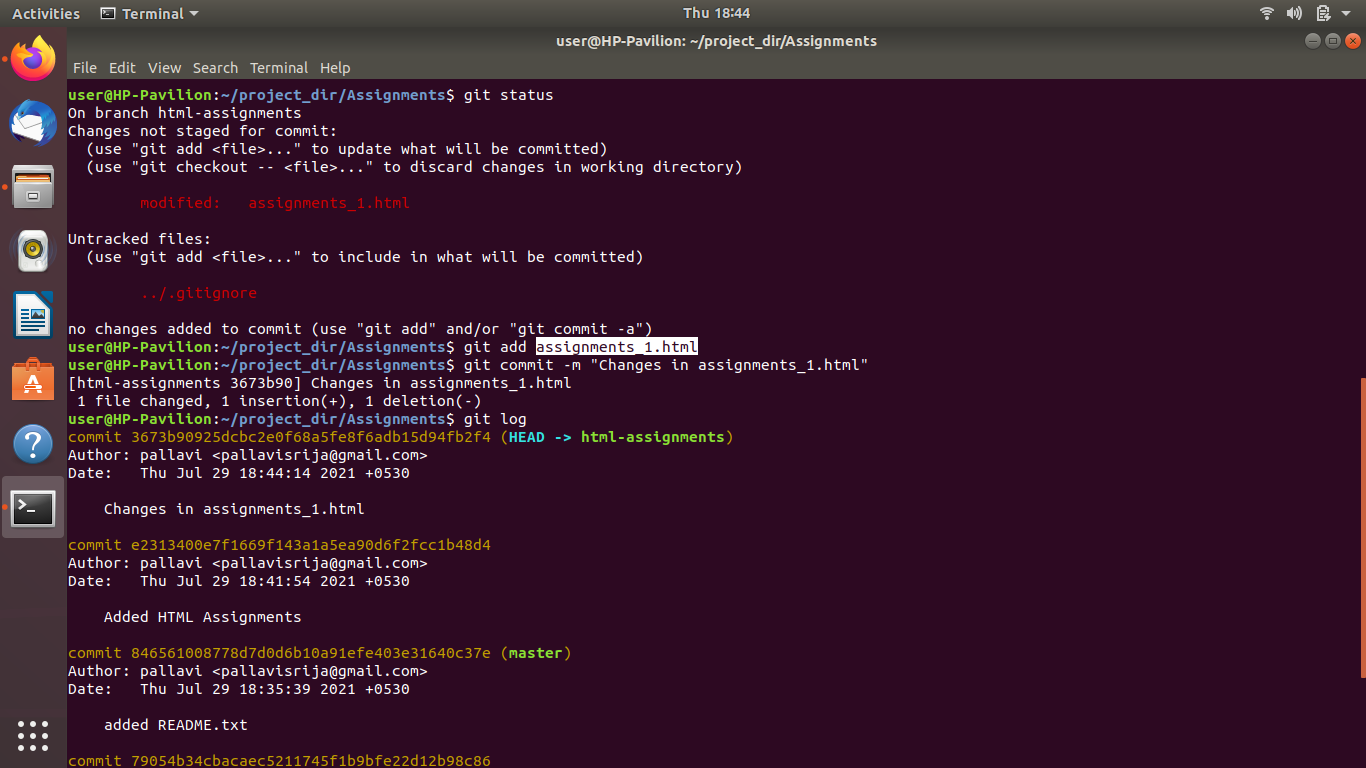 Activities Terminal Thu 18:44
user@HP-Pavilion: ~/project_dir/Assignments
File Edit View Search Terminal Help
user@HP-Pavilion:~/project_dir/Assignments$ git status
On branch html-assignments
Changes not staged for commit:
  (use "git add <file>..." to update what will be committed)
  (use "git checkout -- <file>..." to discard changes in working directory)
        modified:   assignments_1.html
Untracked files:
  (use "git add <file>..." to include in what will be committed)
        ../.gitignore
no changes added to commit (use "git add" and/or "git commit -a")
user@HP-Pavilion:~/project_dir/Assignments$ git add assignments_1.html
user@HP-Pavilion:~/project_dir/Assignments$ git commit -m "Changes in assignments_1.html"
[html-assignments 3673b90] Changes in assignments_1.html
 1 file changed, 1 insertion(+), 1 deletion(-)
user@HP-Pavilion:~/project_dir/Assignments$ git log
commit 3673b90925dcbc2e0f68a5fe8f6adb15d94fb2f4 (HEAD -> html-assignments)
Author: pallavi <pallavisrija@gmail.com>
Date:   Thu Jul 29 18:44:14 2021 +0530
    Changes in assignments_1.html
commit e2313400e7f1669f143a1a5ea90d6f2fcc1b48d4
Author: pallavi <pallavisrija@gmail.com>
Date:   Thu Jul 29 18:41:54 2021 +0530
    Added HTML Assignments
commit 846561008778d7d0d6b10a91efe403e31640c37e (master)
Author: pallavi <pallavisrija@gmail.com>
Date:   Thu Jul 29 18:35:39 2021 +0530
    added README.txt
commit 79054b34cbacaec5211745f1b9bfe22d12b98c86